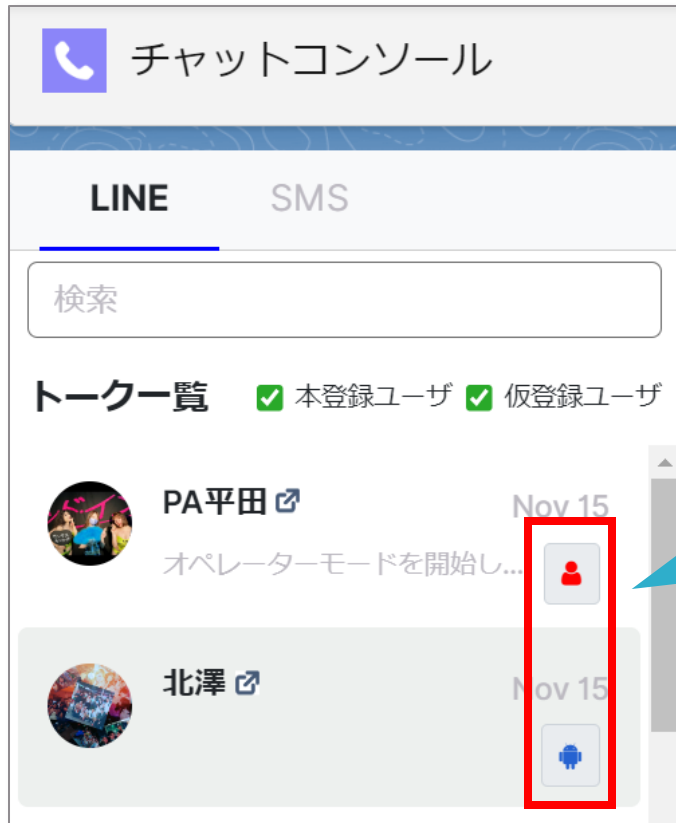 チャットコンソール
LINE SMS
検索
トーク一覧 本登録ユーザ 仮登録ユーザ
PA平田 Nov 15
オペレーターモードを開始し...
北澤 Nov 15